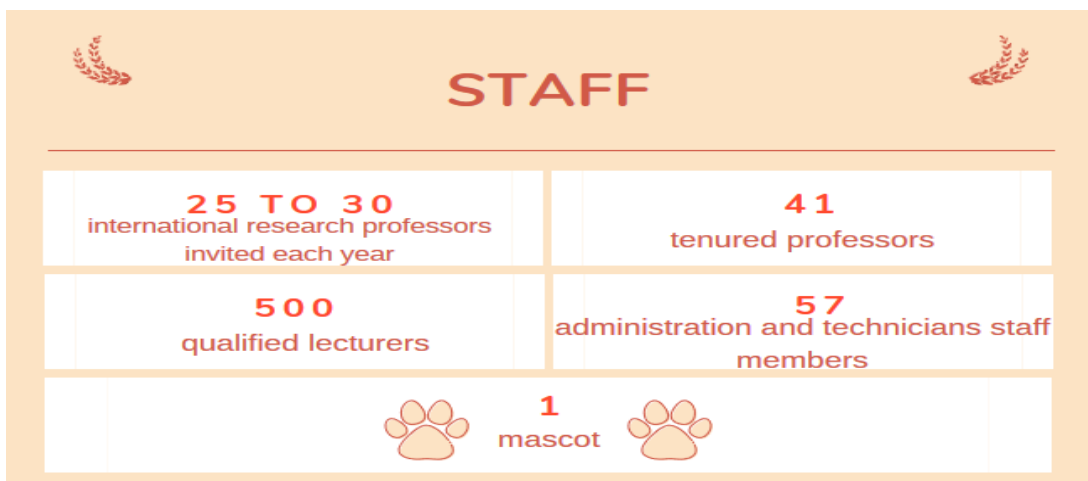 STAFF
25 TO 30
international research professors
invited each year
41
tenured professors
500
qualified lecturers
57
administration and technicians staff
members
1
mascot